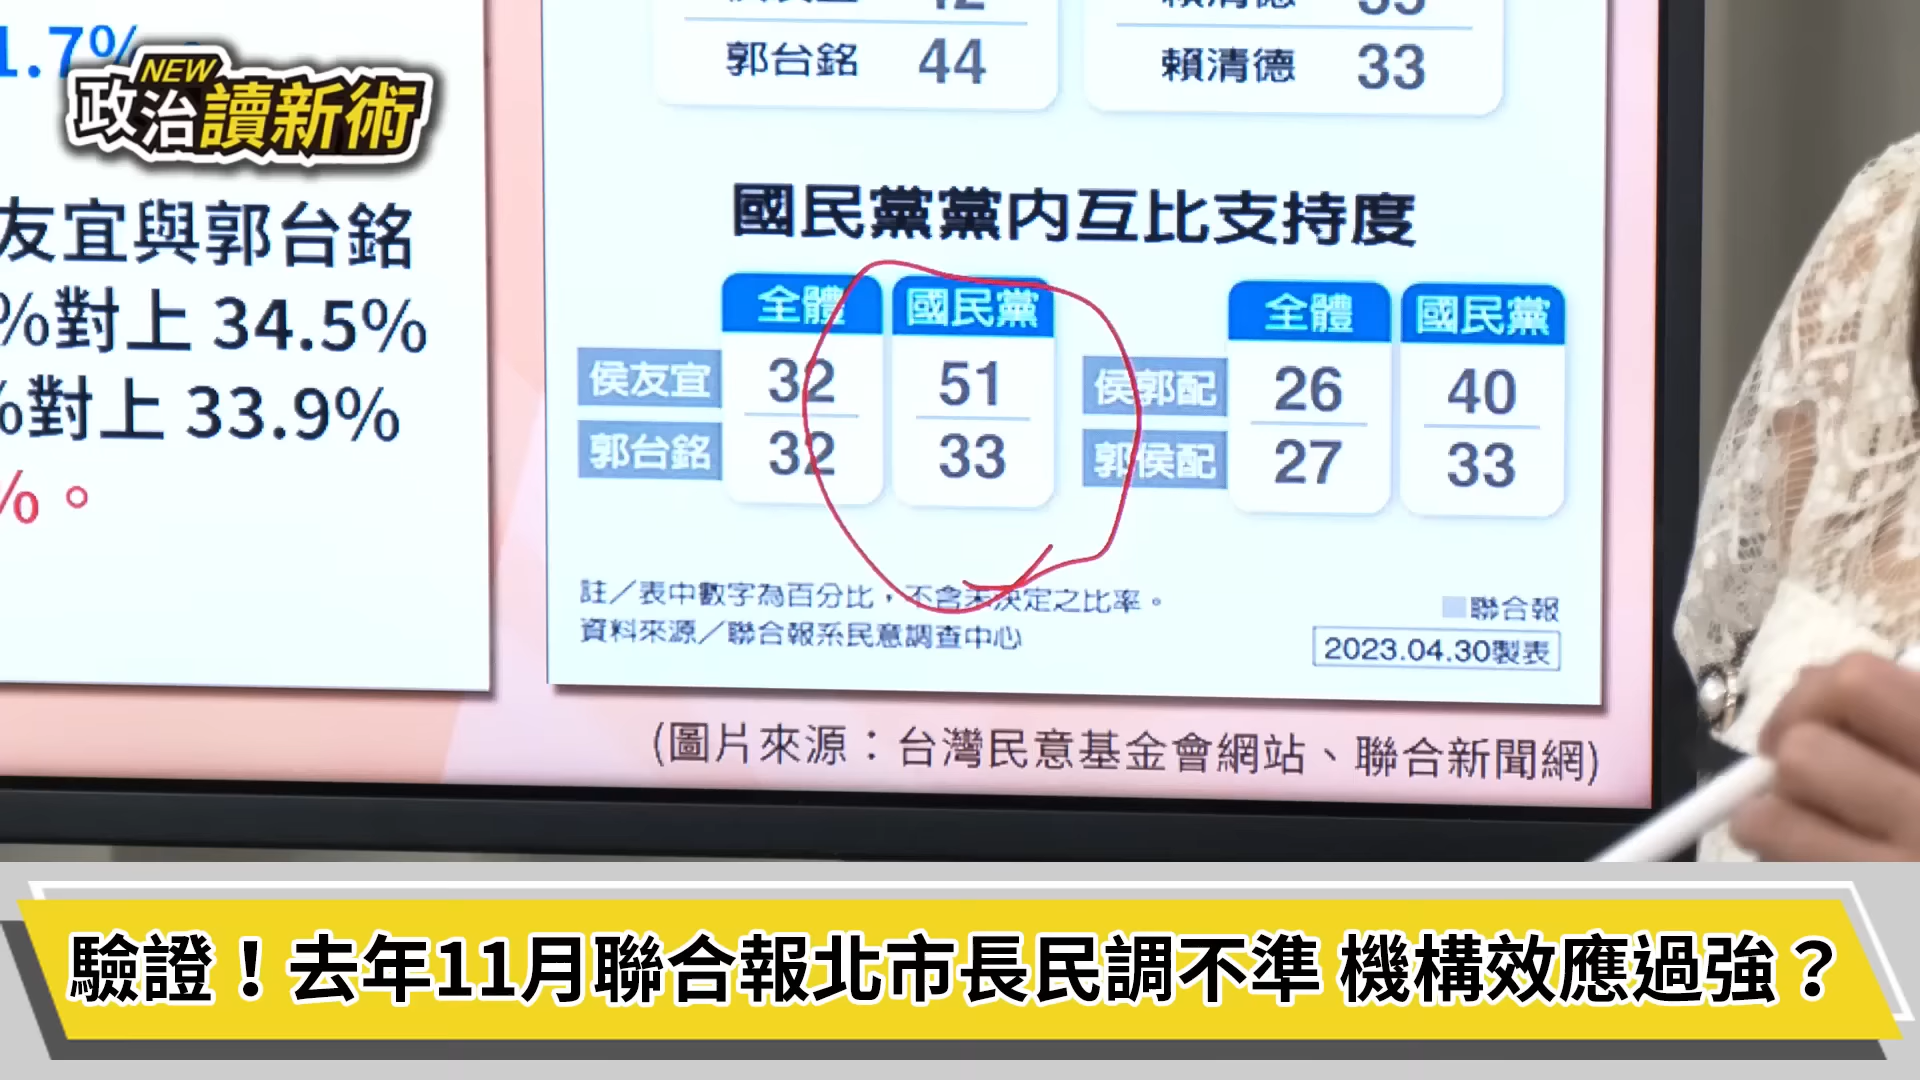 1.7%
NEW
政治讀新術
友宜與郭台銘
%對上 34.5%
%對上 33.9%
%。
郭台銘 44
賴清德 33
國民黨黨內互比支持度
全體 國民黨 全體 國民黨
侯友宜 32 51 侯郭配 26 40
郭台銘 32 33 郭侯配 27 33
註／表中數字為百分比，不含未決定之比率。
資料來源／聯合報系民意調查中心
聯合報
2023.04.30製表
(圖片來源：台灣民意基金會網站、聯合新聞網)
驗證！去年11月聯合報北市長民調不準 機構效應過強？